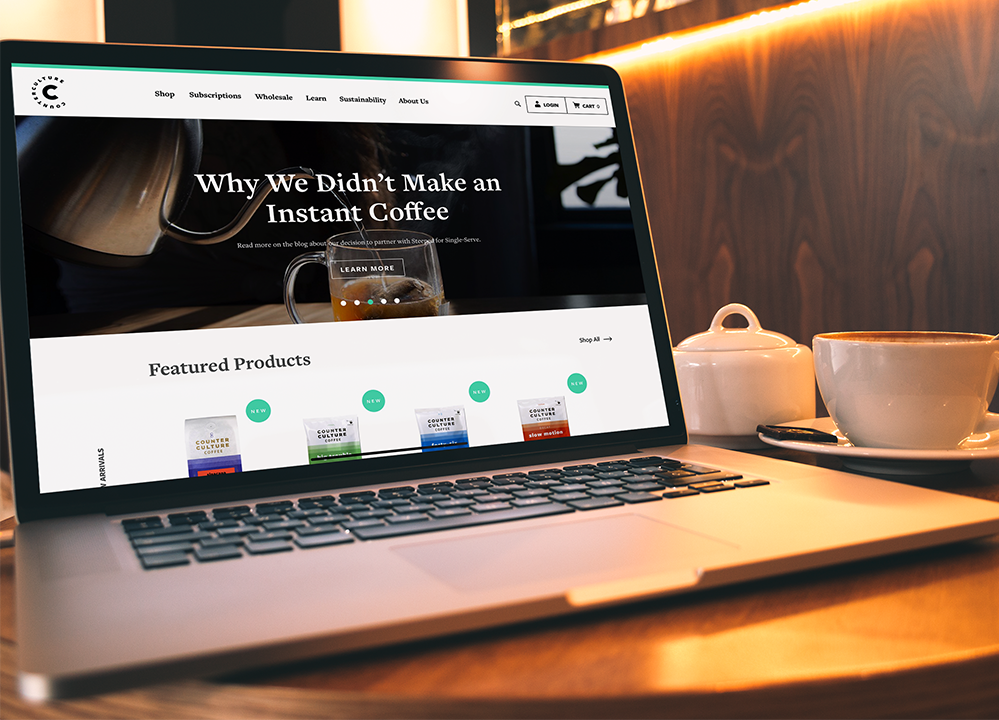 COUNTER CULTURE
C
Shop Subscriptions Wholesale Learn Sustainability About Us
LOGIN
CART 0
Why We Didn't Make an
Instant Coffee
Read more on the blog about our decision to partner with Steeped for Single-Serve.
LEARN MORE
Featured Products
Shop All
NEW
NEW
NEW
NEW
COUNTER
CULTURE
COFFEE
COUNTER
CULTURE
COFFEE
COUNTER
CULTURE
COFFEE
COUNTER
CULTURE
COFFEE
slow motion
ARRIVALS